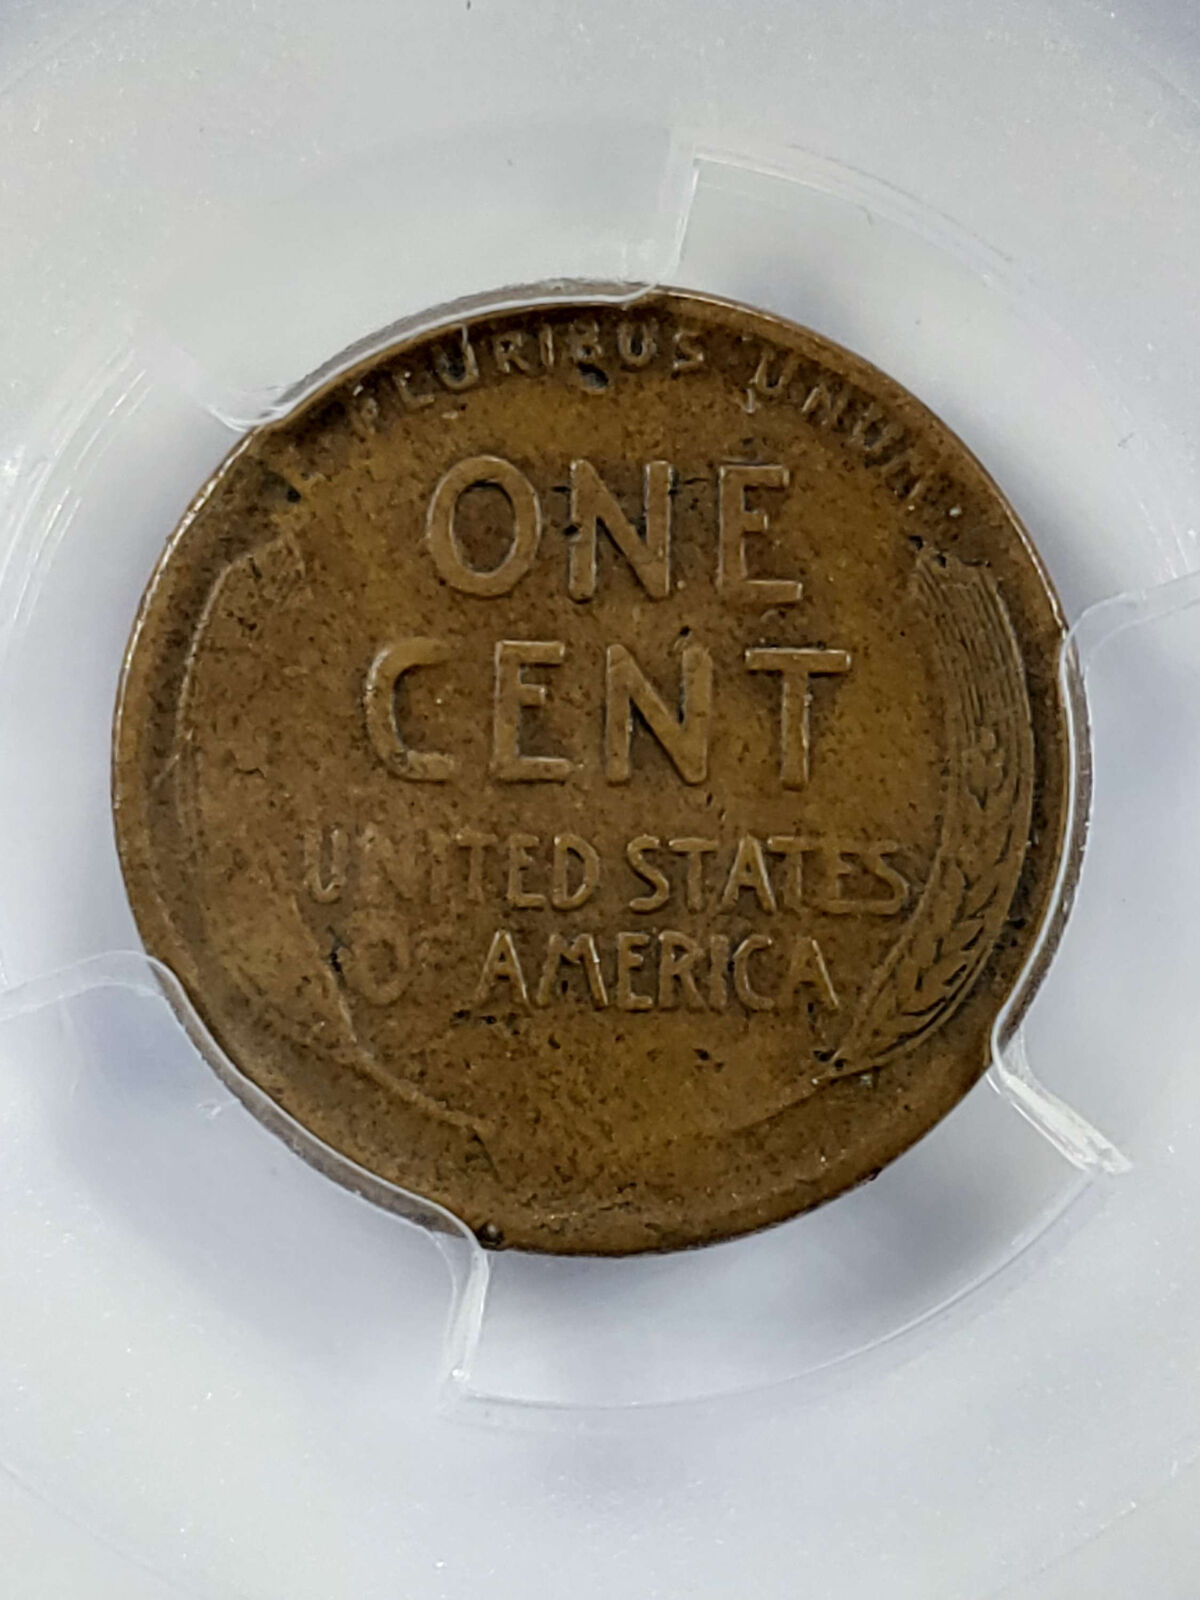 PLURIBUS UNUM
ONE
CENT
UNITED STATES
OF AMERICA